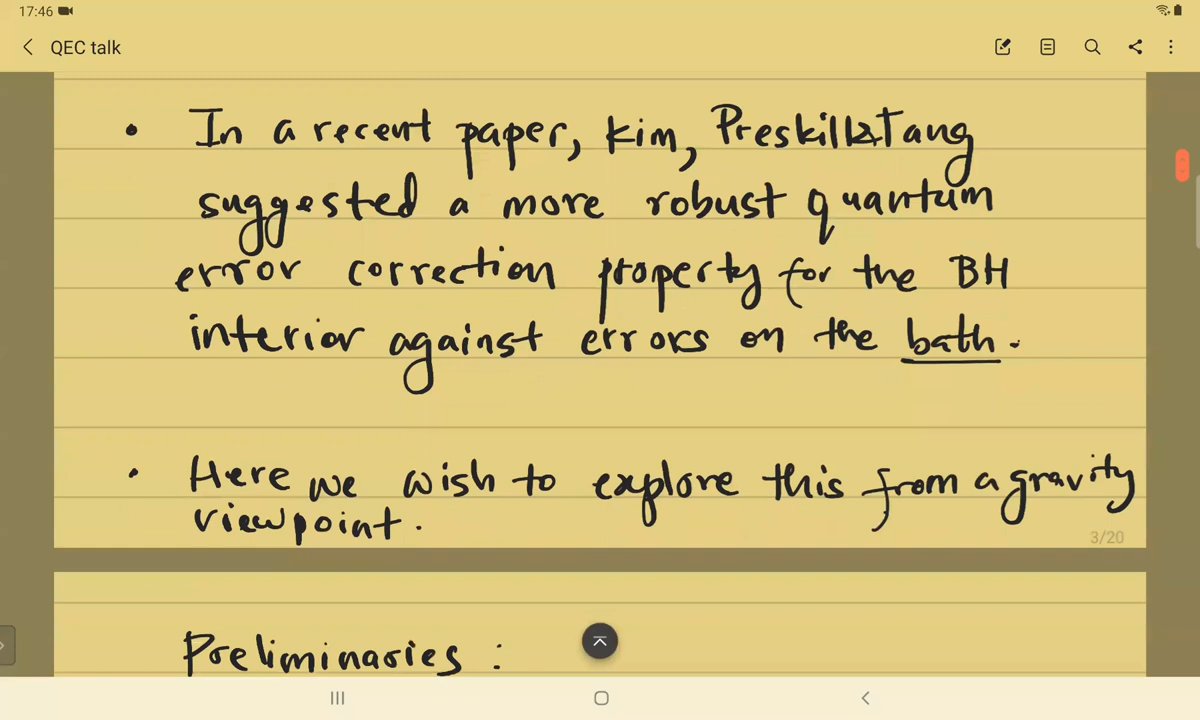 17:46
QEC talk
• In a recent paper, Kim, Preskill & Tang
suggested a more robust quantum
error correction property for the BH
interior against errors on the bath.
• Here we wish to explore this from a gravity
viewpoint.
3/20
Preliminaries :